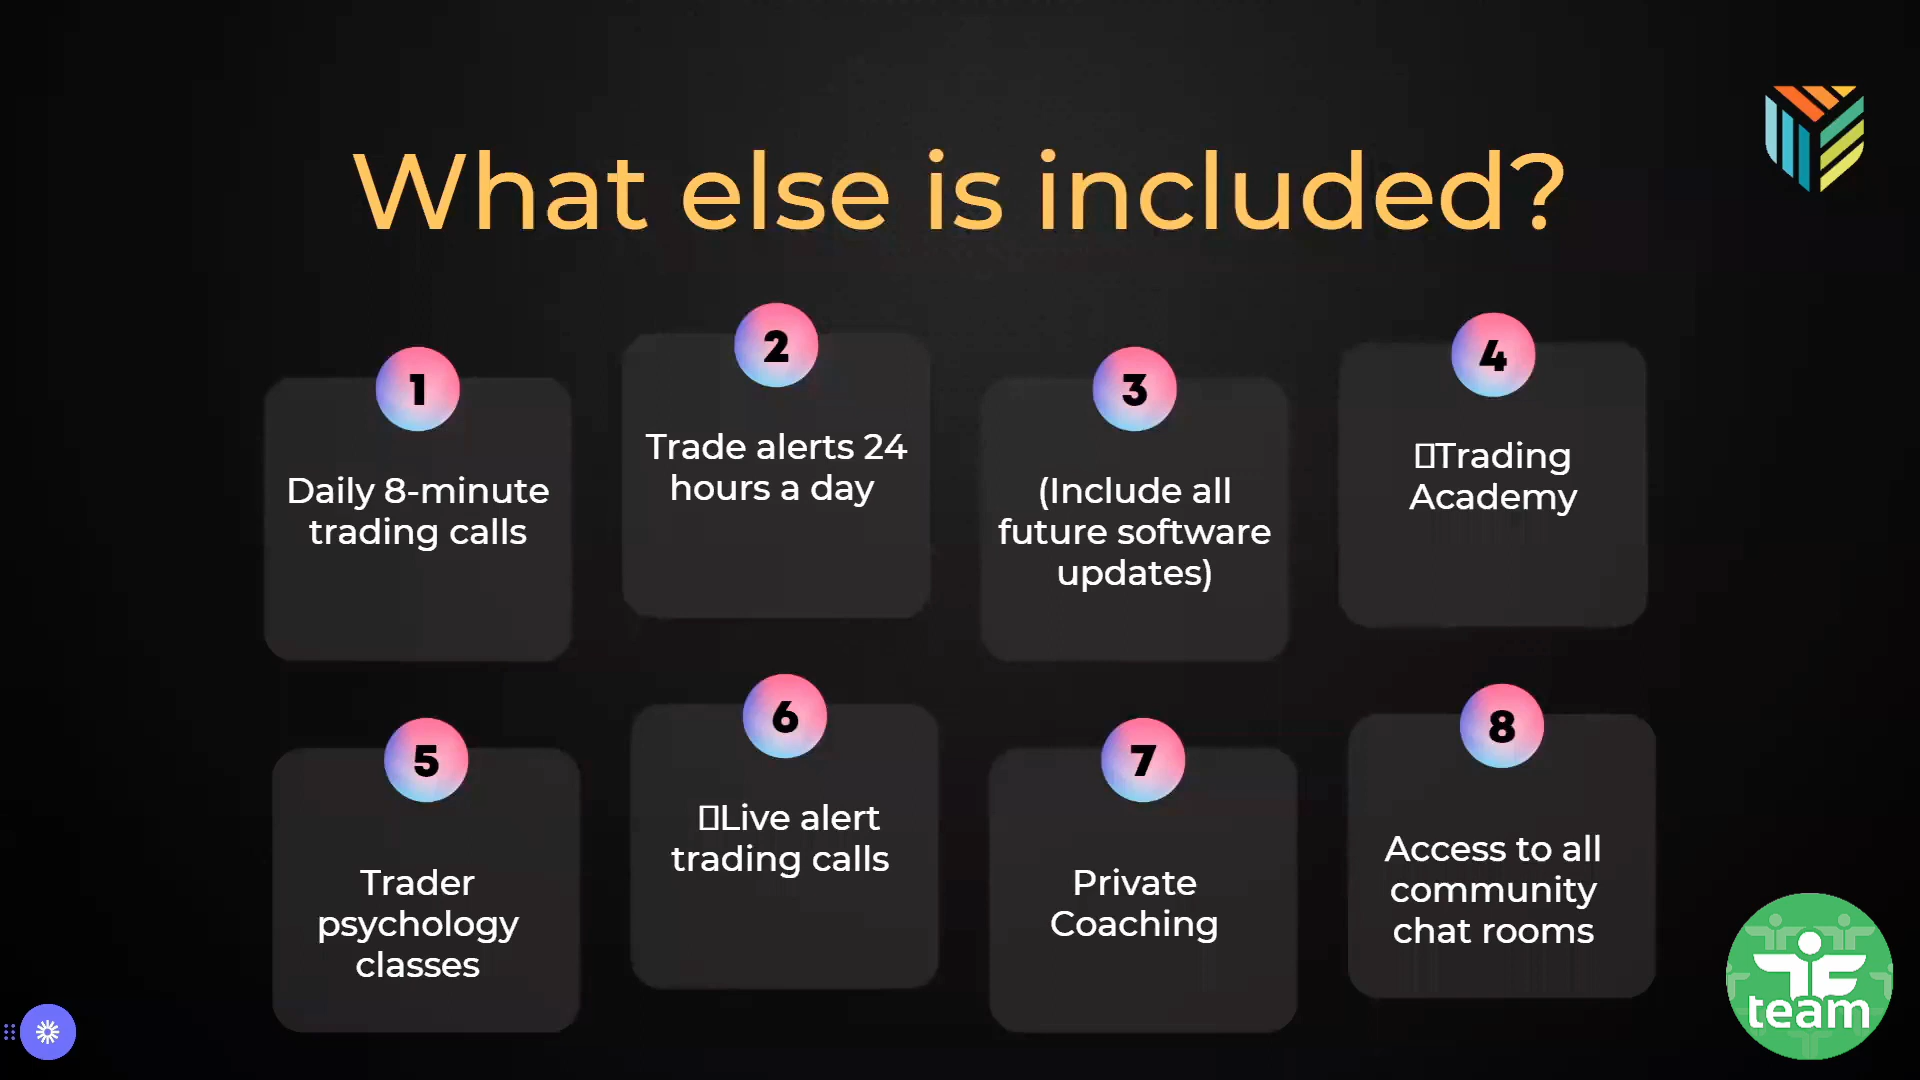 What else is included?
1
Daily 8-minute
trading calls
2
Trade alerts 24
hours a day
3
(Include all
future software
updates)
4
Trading
Academy
5
Trader
psychology
classes
6
Live alert
trading calls
7
Private
Coaching
8
Access to all
community
chat rooms
TF
team